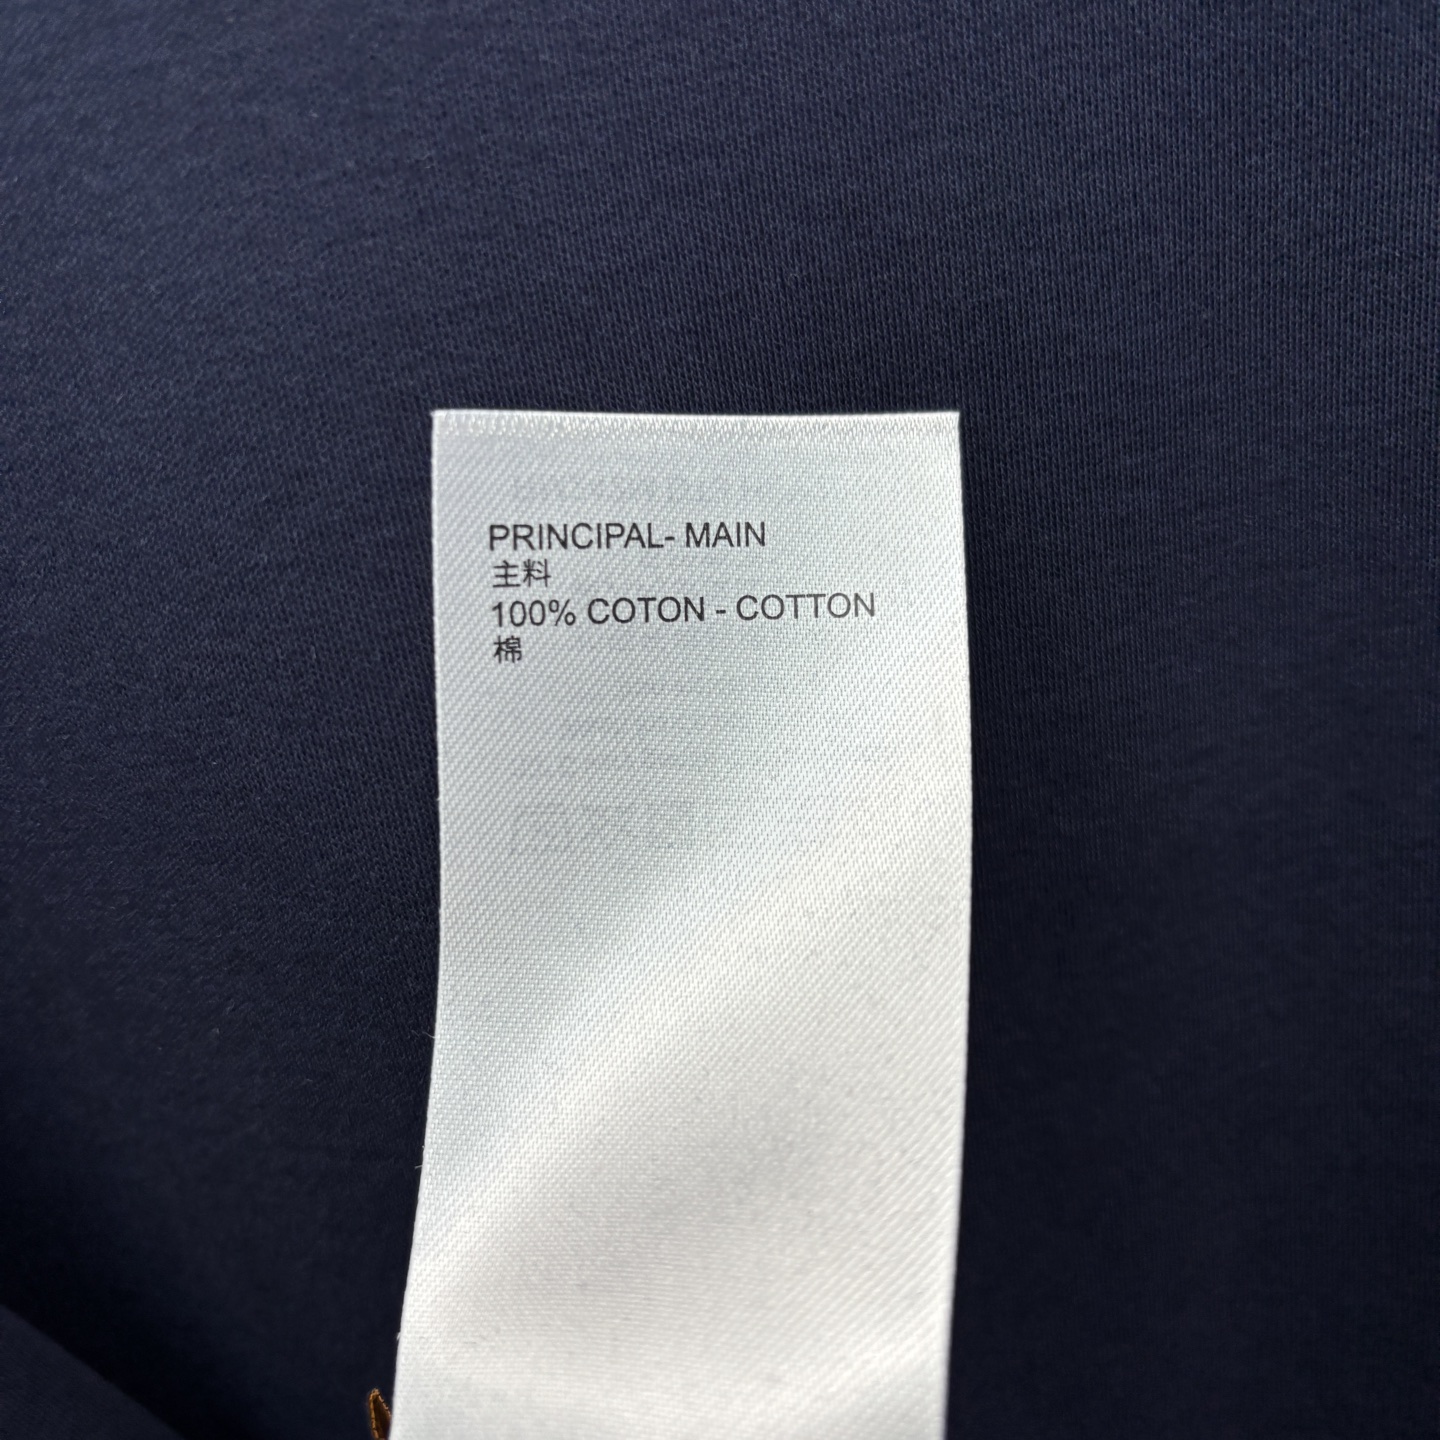 PRINCIPAL- MAIN
主料
100% COTON - COTTON
棉